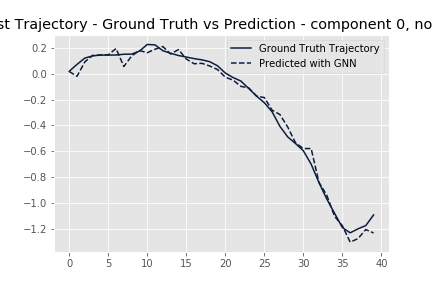 st Trajectory - Ground Truth vs Prediction - component 0, no
Ground Truth Trajectory
Predicted with GNN
0.2
0.0
−0.2
−0.4
−0.6
−0.8
−1.0
−1.2
0 5 10 15 20 25 30 35 40